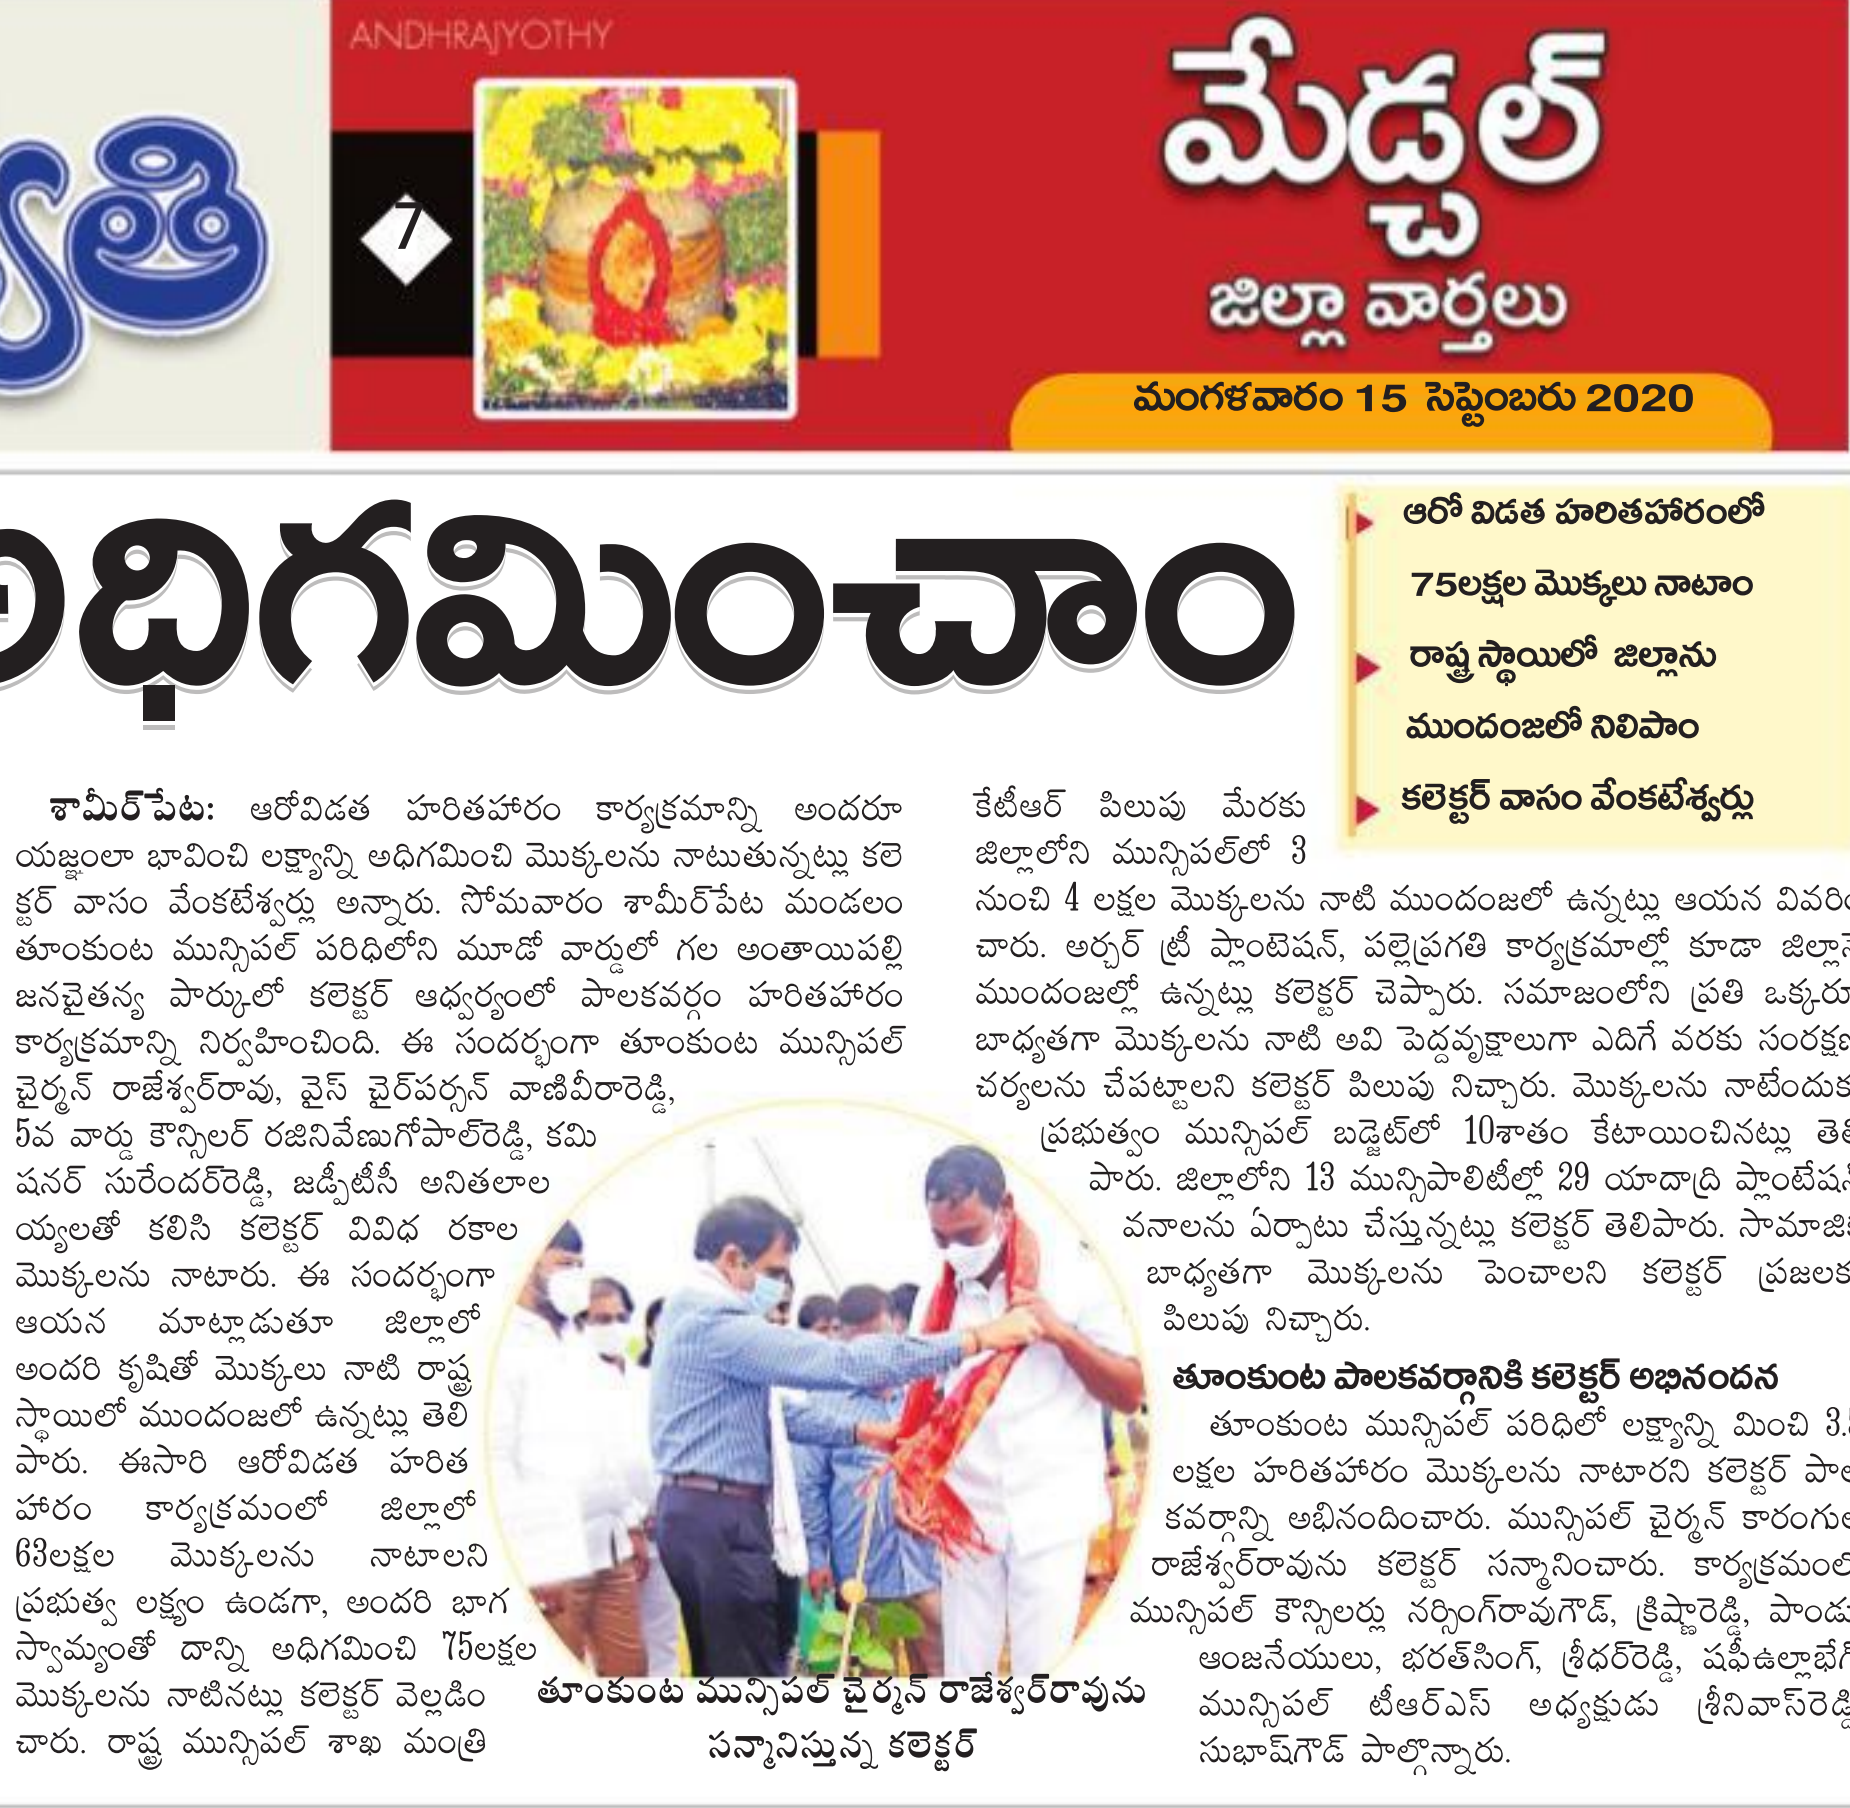 ANDHRAJYOTHY
7
మేడ్చల్
జిల్లా వార్తలు
మంగళవారం 15 సెప్టెంబరు 2020
అధిగమించాం
ఆరో విడత హరితహారంలో
75లక్షల మొక్కలు నాటాం
రాష్ట్ర స్థాయిలో జిల్లాను
ముందంజలో నిలిపాం
కలెక్టర్ వాసం వేంకటేశ్వర్లు
శామీర్‌పేట: ఆరోవిడత హరితహారం కార్యక్రమాన్ని అందరూ
యజ్ఞంలా భావించి లక్ష్యాన్ని అధిగమించి మొక్కలను నాటుతున్నట్లు కలె
క్టర్ వాసం వేంకటేశ్వర్లు అన్నారు. సోమవారం శామీర్‌పేట మండలం
తూంకుంట మున్సిపల్ పరిధిలోని మూడో వార్డులో గల అంతాయిపల్లి
జనచైతన్య పార్కులో కలెక్టర్ ఆధ్వర్యంలో పాలకవర్గం హరితహారం
కార్యక్రమాన్ని నిర్వహించింది. ఈ సందర్భంగా తూంకుంట మున్సిపల్
చైర్మన్ రాజేశ్వర్‌రావు, వైస్ చైర్‌పర్సన్ వాణివీరారెడ్డి,
5వ వార్డు కౌన్సిలర్ రజినివేణుగోపాల్‌రెడ్డి, కమి
షనర్ సురేందర్‌రెడ్డి, జడ్పీటీసీ అనితలాల
య్యలతో కలిసి కలెక్టర్ వివిధ రకాల
మొక్కలను నాటారు. ఈ సందర్భంగా
ఆయన మాట్లాడుతూ జిల్లాలో
అందరి కృషితో మొక్కలు నాటి రాష్ట్ర
స్థాయిలో ముందంజలో ఉన్నట్లు తెలి
పారు. ఈసారి ఆరోవిడత హరిత
హారం కార్యక్రమంలో జిల్లాలో
63లక్షల మొక్కలను నాటాలని
ప్రభుత్వ లక్ష్యం ఉండగా, అందరి భాగ
స్వామ్యంతో దాన్ని అధిగమించి 75లక్షల
మొక్కలను నాటినట్లు కలెక్టర్ వెల్లడిం
చారు. రాష్ట్ర మున్సిపల్ శాఖ మంత్రి
తూంకుంట మున్సిపల్ చైర్మన్ రాజేశ్వర్‌రావును
సన్మానిస్తున్న కలెక్టర్
కేటీఆర్ పిలుపు మేరకు
జిల్లాలోని మున్సిపల్‌లో 3
నుంచి 4 లక్షల మొక్కలను నాటి ముందంజలో ఉన్నట్లు ఆయన వివరిం
చారు. అర్చర్ ట్రీ ప్లాంటెషన్, పల్లెప్రగతి కార్యక్రమాల్లో కూడా
ముందంజల్లో ఉన్నట్లు కలెక్టర్ చెప్పారు. సమాజంలోని ప్రతి ఒక్కరూ
బాధ్యతగా మొక్కలను నాటి అవి పెద్దవృక్షాలుగా ఎదిగే వరకు సంరక్షణ
చర్యలను చేపట్టాలని కలెక్టర్ పిలుపు నిచ్చారు. మొక్కలను
ప్రభుత్వం మున్సిపల్ బడ్జెట్‌లో 10శాతం కేటాయించినట్లు
పారు. జిల్లాలోని 13 మున్సిపాలిటీల్లో 29 యాదాద్రి ప్లాంటేషన్
వనాలను ఏర్పాటు చేస్తున్నట్లు కలెక్టర్ తెలిపారు.
బాధ్యతగా మొక్కలను పెంచాలని కలెక్టర్
పిలుపు నిచ్చారు.
తూంకుంట పాలకవర్గానికి కలెక్టర్ అభినందన
తూంకుంట మున్సిపల్ పరిధిలో లక్ష్యాన్ని మించి
లక్షల హరితహారం మొక్కలను నాటారని కలెక్టర్ పాల
కవర్గాన్ని అభినందించారు. మున్సిపల్ చైర్మన్
రాజేశ్వర్‌రావును కలెక్టర్ సన్మానించారు.
మున్సిపల్ కౌన్సిలర్లు నర్సింగ్‌రావుగౌడ్, క్రిష్ణారెడ్డి,
ఆంజనేయులు, భరత్‌సింగ్, శ్రీధర్‌రెడ్డి, షఫీఉల్లాభేగ్
మున్సిపల్ టీఆర్ఎస్ అధ్యక్షుడు శ్రీనివాస్‌రెడ్డి
సుభాష్‌గౌడ్ పాల్గొన్నారు.